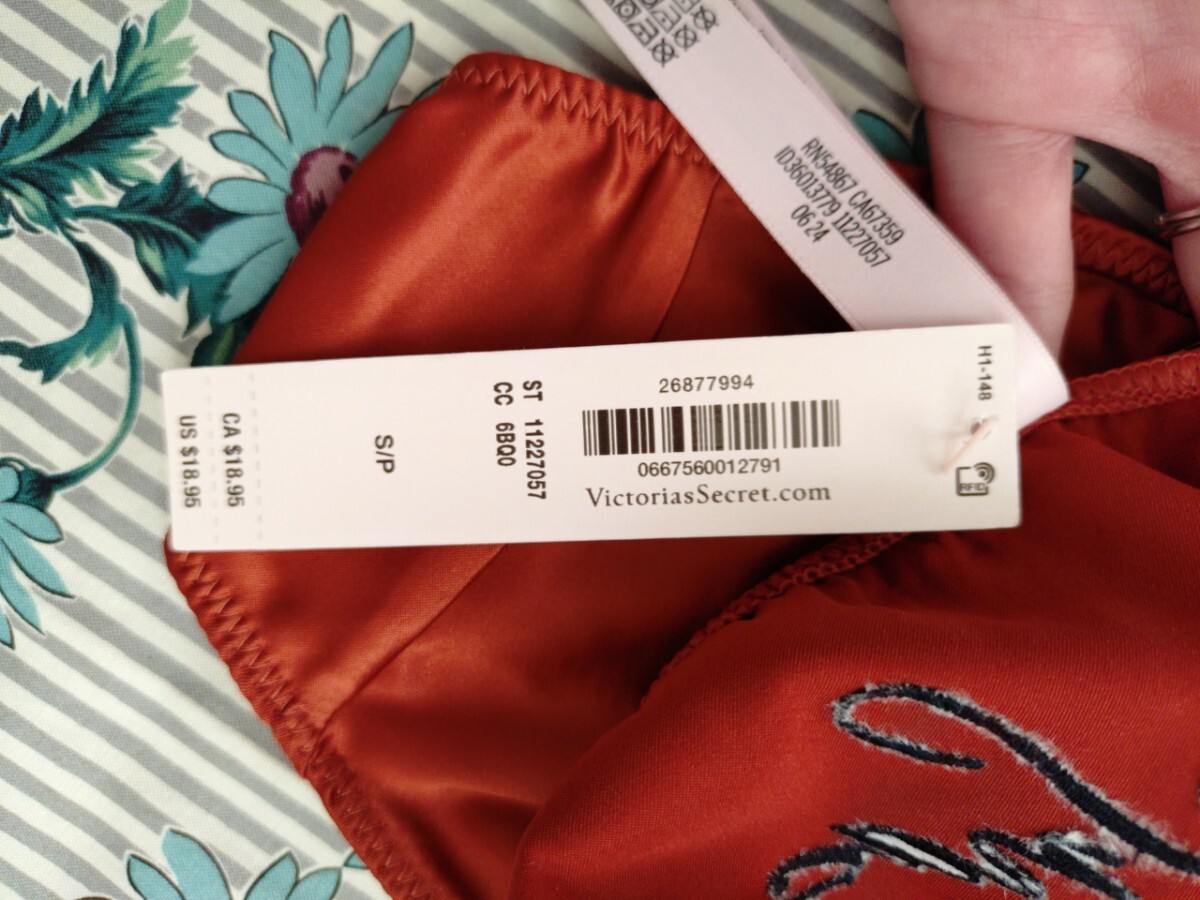 RN54867 CA67359
ID36013779 11227057
06 24
H1-148
26877994
0667560012791
VictoriasSecret.com
RFID
ST 11227057
CC 6BQ0
S/P
CA $18.95
US $18.95